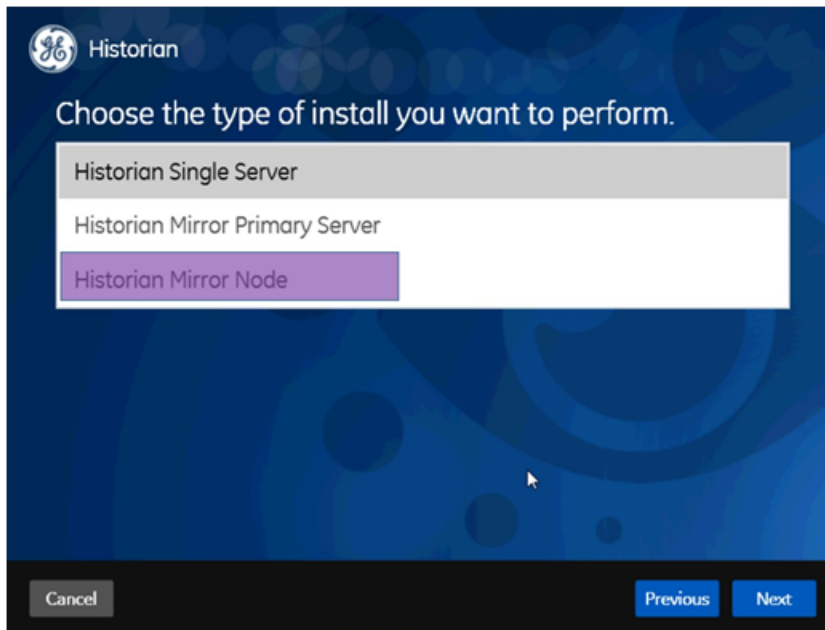 GE Historian
Choose the type of install you want to perform.
Historian Single Server
Historian Mirror Primary Server
Historian Mirror Node
Cancel Previous Next